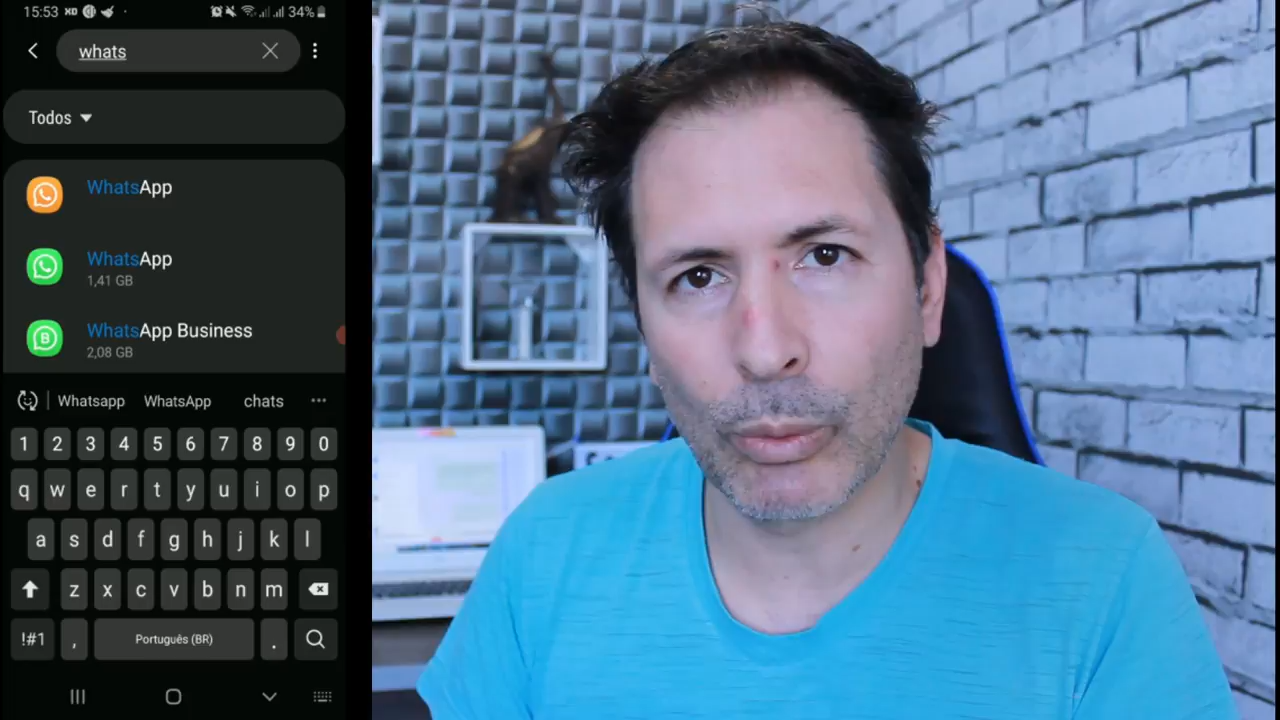 15:53 34%
whats
Todos
WhatsApp
WhatsApp
1,41 GB
WhatsApp Business
2,08 GB
Whatsapp WhatsApp chats
1 2 3 4 5 6 7 8 9 0
q w e r t y u i o p
a s d f g h j k l
z x c v b n m
!#1 , Português (BR) .